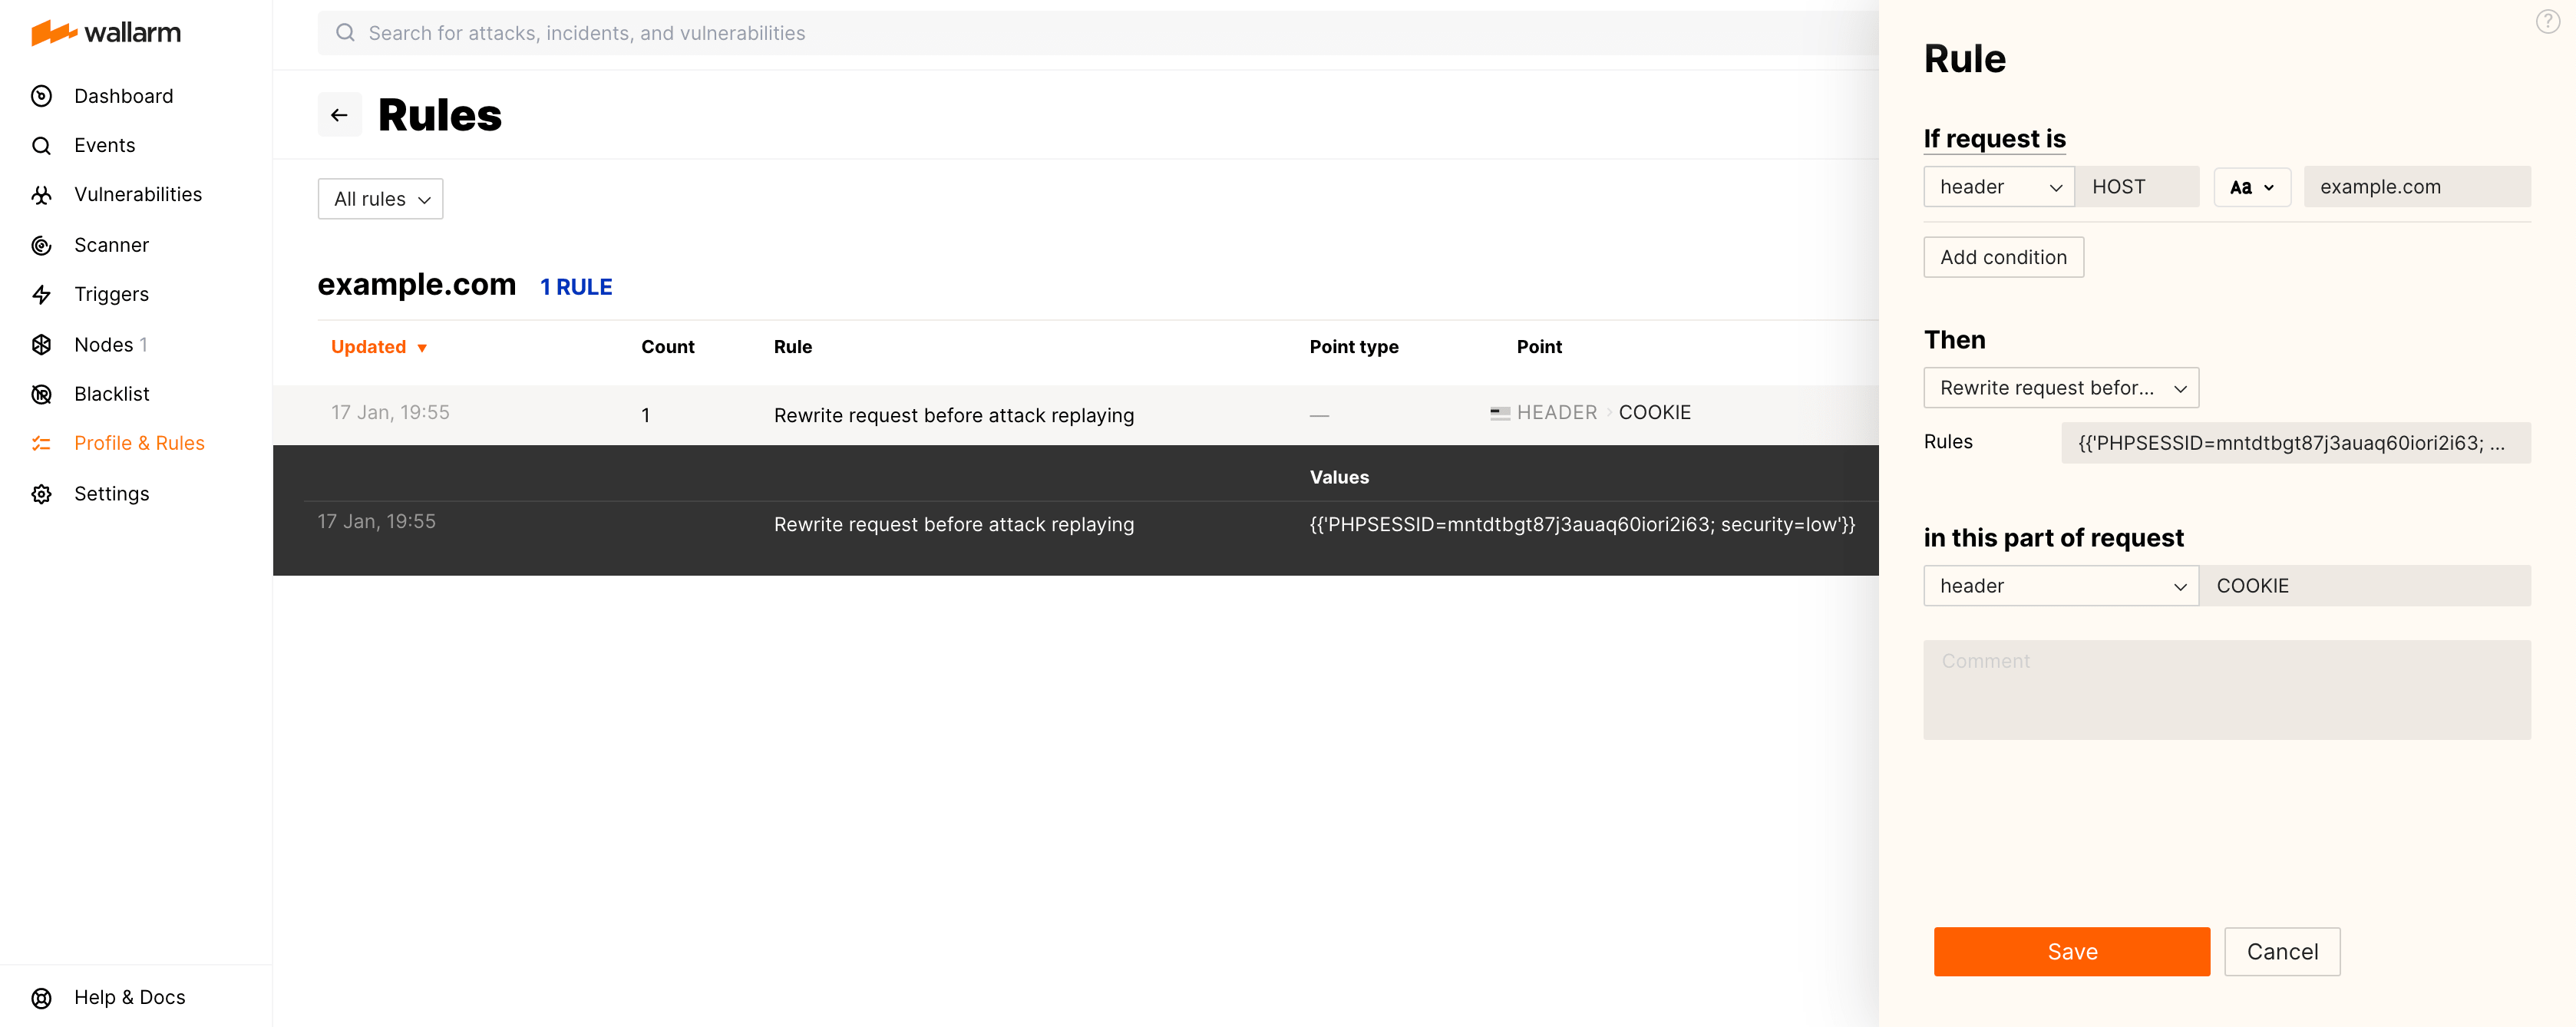 wallarm
Dashboard
Events
Vulnerabilities
Scanner
Triggers
Nodes 1
Blacklist
Profile & Rules
Settings
Help & Docs
Search for attacks, incidents, and vulnerabilities
Rules
All rules
example.com 1 RULE
Updated Count Rule Point type Point
17 Jan, 19:55 1 Rewrite request before attack replaying — HEADER COOKIE
Values
17 Jan, 19:55 Rewrite request before attack replaying {{'PHPSESSID=mntdtbgt87j3auaq60iori2i63; security=low'}}
?
Rule
If request is
header HOST Aa example.com
Add condition
Then
Rewrite request befor...
Rules {{'PHPSESSID=mntdtbgt87j3auaq60iori2i63; ...
in this part of request
header COOKIE
Comment
Save Cancel